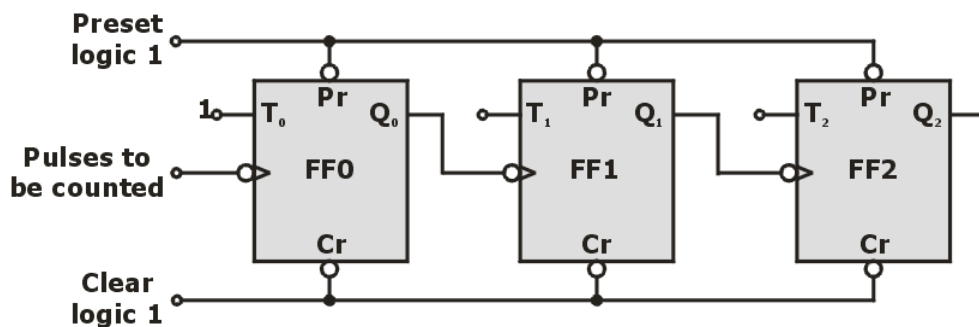 Preset
logic 1
Pr
Pr
Pr
1
T₀
Q₀
T₁
Q₁
T₂
Q₂
Pulses to
be counted
FF0
FF1
FF2
Cr
Cr
Cr
Clear
logic 1